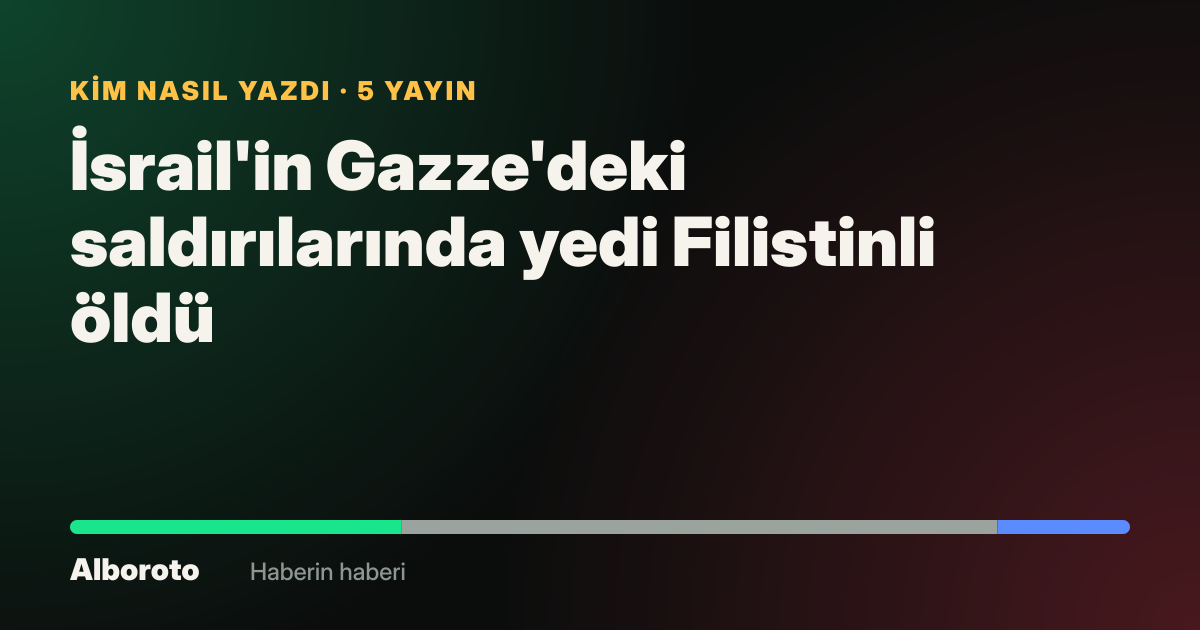 KİM NASIL YAZDI · 5 YAYIN
İsrail'in Gazze'deki
saldırılarında yedi Filistinli
öldü
Alboroto
Haberin haberi